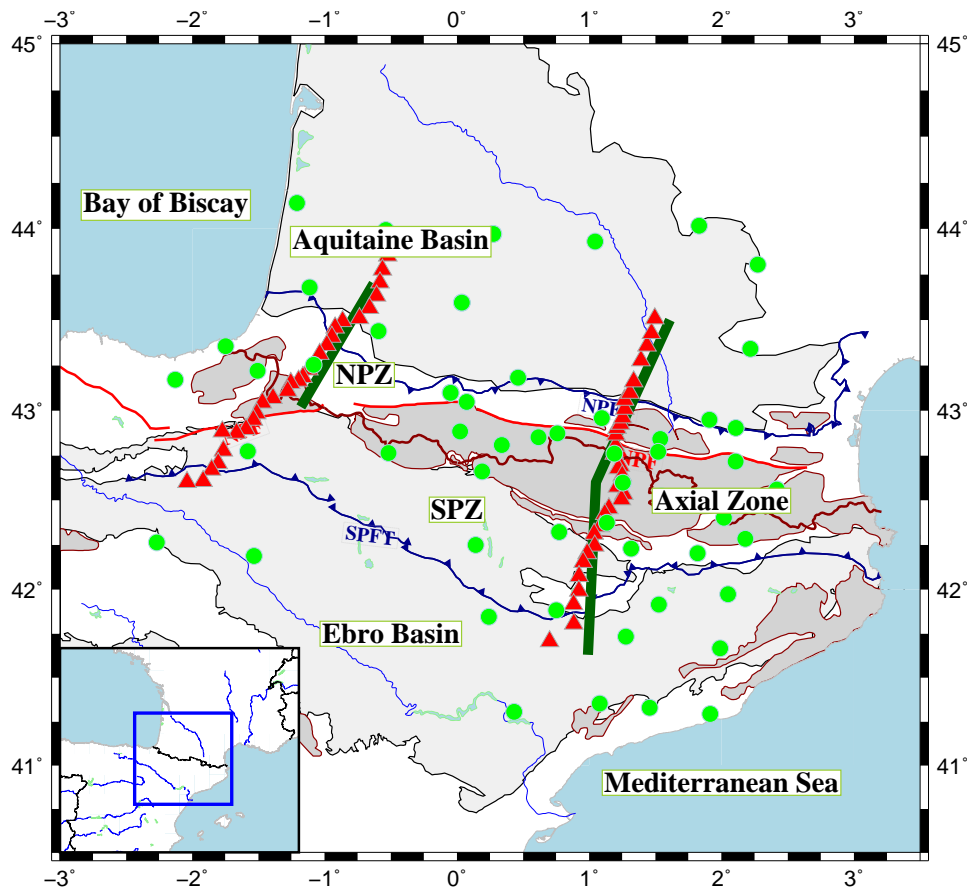 −3° −2° −1° 0° 1° 2° 3°
45° 45°
44° 44°
43° 43°
42° 42°
41° 41°
Bay of Biscay
Aquitaine Basin
NPZ
NPF
Axial Zone
SPZ
SPFT
Ebro Basin
Mediterranean Sea
−3° −2° −1° 0° 1° 2° 3°